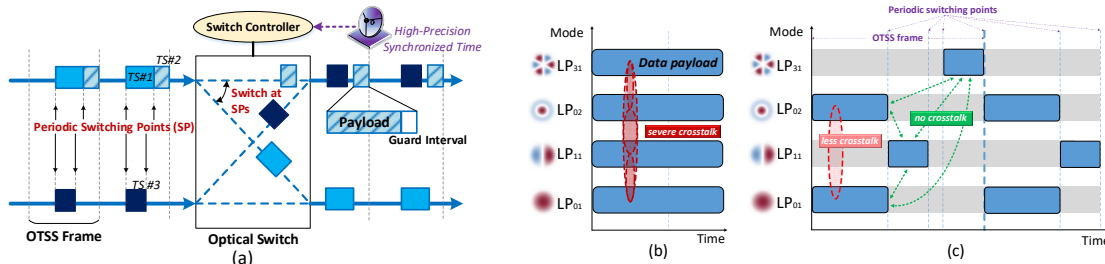 Switch Controller
High-Precision
Synchronized Time
TS#2
TS#1
Switch at
SPs
Periodic Switching Points (SP)
Payload
Guard Interval
TS#3
OTSS Frame
Optical Switch
(a)
Mode
LP31
Data payload
LP02
severe crosstalk
LP11
LP01
Time
(b)
Periodic switching points
Mode
OTSS frame
LP31
LP02
no crosstalk
less crosstalk
LP11
LP01
Time
(c)